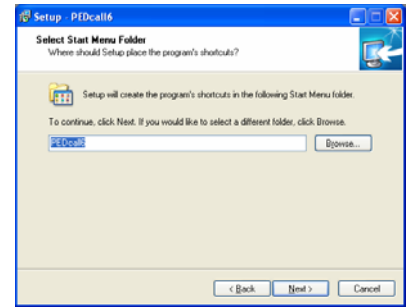 Setup - PEDcall6
Select Start Menu Folder
Where should Setup place the program's shortcuts?
Setup will create the program's shortcuts in the following Start Menu folder.
To continue, click Next. If you would like to select a different folder, click Browse.
PEDcall6
Browse...
< Back
Next >
Cancel